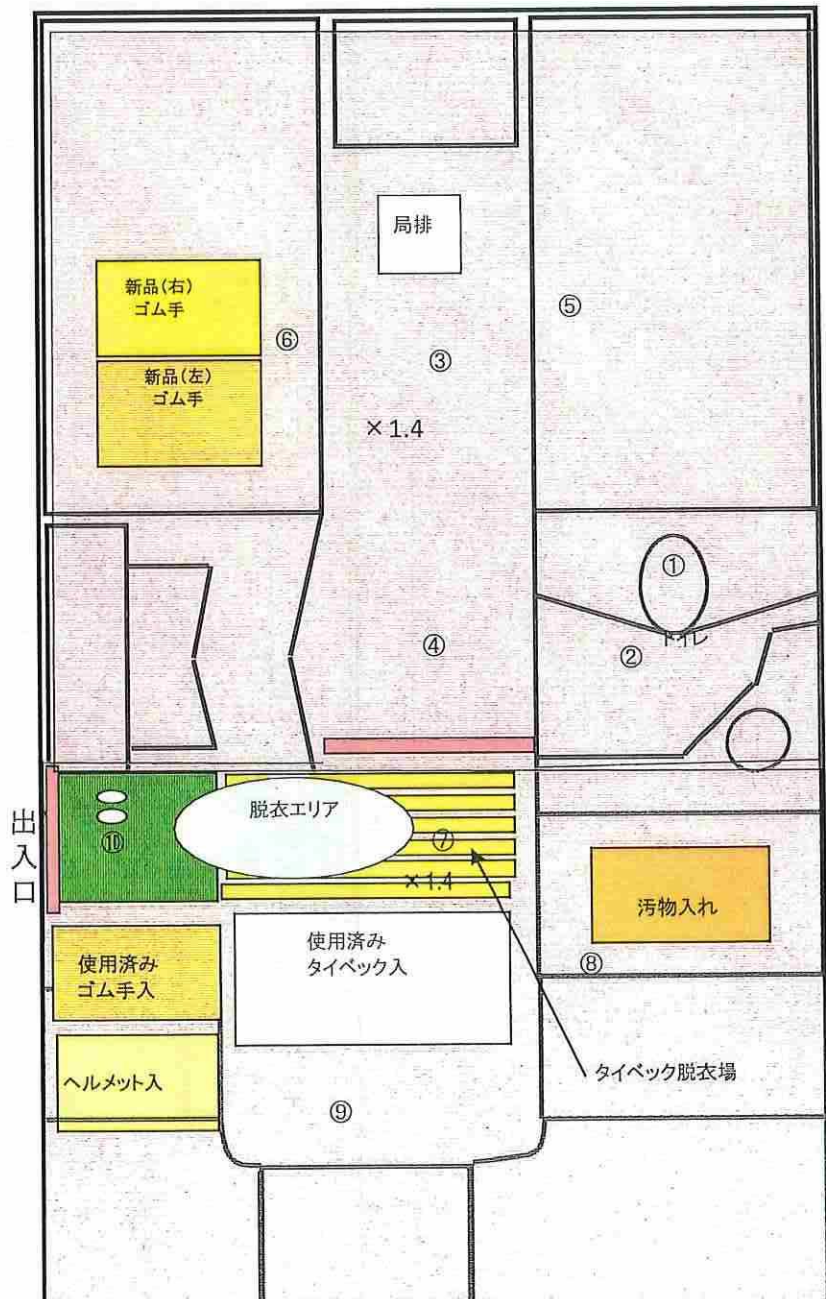 局排
新品(右)
ゴム手
⑥
新品(左)
ゴム手
⑤
③
×1.4
①
トイレ
②
④
出入口
脱衣エリア
⑩
⑦
×1.4
汚物入れ
使用済み
ゴム手入
使用済み
タイベック入
⑧
ヘルメット入
タイベック脱衣場
⑨